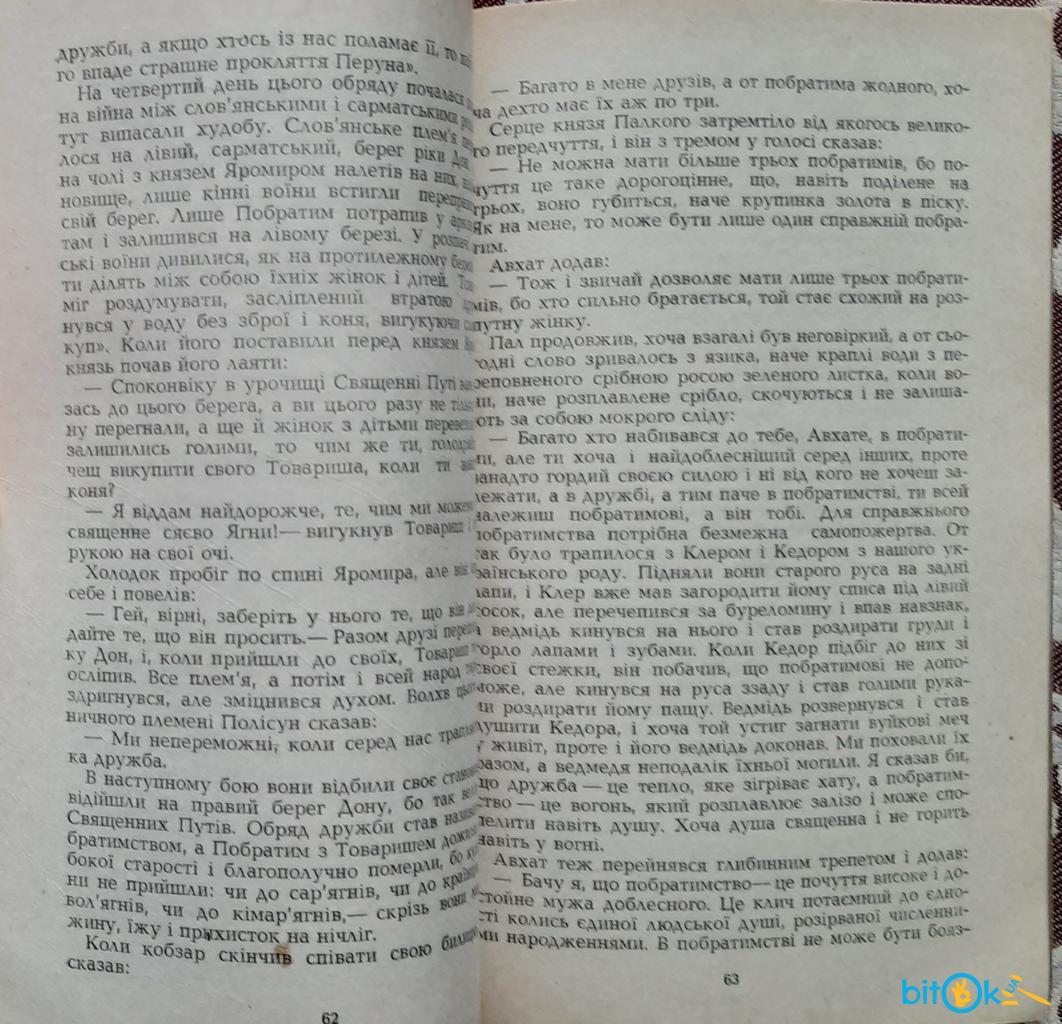 дружби, а якщо хтось із нас поламає її, то
го впаде страшне прокляття Перуна».
На четвертий день цього обряду почалася
на війна між слов'янськими і сарматськими
тут випасали худобу. Слов'янське плем'я
лося на лівий, сарматський, берег ріки Дон
на чолі з князем Яромиром налетів на них,
новище, лише кінні воїни встигли
свій берег. Лише Побратим потрапив у
там і залишився на лівому березі. У
ські воїни дивилися, як на протилежному
ти ділять між собою їхніх жінок і дітей.
міг роздумувати, засліплений втратою
нувся у воду без зброї і коня, вигукуючи
куп». Коли його поставили перед князем
князь почав його лаяти:
— Споконвіку в урочищі Священні Путі
зась до цього берега, а ви цього разу не
ну перегнали, а ще й жінок з дітьми
залишились голими, то чим же ти,
чеш викупити свого Товариша, коли ти
коня?
— Я віддам найдорожче, те, чим ми
священне сяєво Ягни!— вигукнув Товариш і
рукою на свої очі.
Холодок пробіг по спині Яромира, але він
себе і повелів:
— Гей, вірні, заберіть у нього те, що він
дайте те, що він просить.— Разом друзі
ку Дон, і, коли прийшли до своїх, Товариш
осліпив. Все плем'я, а потім і всей народ
здригнувся, але зміцнився духом. Волхв
ничного племені Полісун сказав:
— Ми непереможні, коли серед нас
ка дружба.
В наступному бою вони відбили своє
відійшли на правий берег Дону, бо так
Священних Путів. Обряд дружби став
братимством, а Побратим з Товаришем
бокої старості і благополучно померли, бо
ни не прийшли: чи до сар'ягнів, чи до
вол'ягнів, чи до кімар'ягнів,— скрізь вони
жину, їжу і прихисток на нічліг.
Коли кобзар скінчив співати свою
сказав:
62
— Багато в мене друзів, а от побратима жодного, хо-
ча дехто має їх аж по три.
Серце князя Палкого затремтіло від якогось велико-
го передчуття, і він з тремом у голосі сказав:
— Не можна мати більше трьох побратимів, бо по-
чуття це таке дорогоцінне, що, навіть поділене на
трьох, воно губиться, наче крупинка золота в піску.
Як на мене, то може бути лише один справжній побра-
тим.
Авхат додав:
— Тож і звичай дозволяє мати лише трьох побрати-
мів, бо хто сильно братається, той стає схожий на роз-
путну жінку.
Пал продовжив, хоча взагалі був неговіркий, а от сьо-
годні слово зривалось з язика, наче краплі води з пе-
реповненого срібною росою зеленого листка, коли во-
ни, наче розплавлене срібло, скочуються і не залиша-
ють за собою мокрого сліду:
— Багато хто набивався до тебе, Авхате, в побрати-
ми, але ти хоча і найдоблесніший серед інших, проте
занадто гордий своєю силою і ні від кого не хочеш за-
лежати, а в дружбі, а тим паче в побратимстві, ти всей
належиш побратимові, а він тобі. Для справжнього
побратимства потрібна безмежна самопожертва. От
так було трапилося з Клером і Кедором з нашого ук-
раїнського роду. Підняли вони старого руса на задні
лапи, і Клер вже мав загородити йому списа під лівий
сосок, але перечепився за буреломину і впав навзнак,
а ведмідь кинувся на нього і став роздирати груди і
горло лапами і зубами. Коли Кедор підбіг до них зі
своєї стежки, він побачив, що побратимові не допо-
може, але кинувся на руса ззаду і став голими рука-
ми роздирати йому пащу. Ведмідь розвернувся і став
душити Кедора, і хоча той устиг загнати вуйкові меч
у живіт, проте і його ведмідь доконав. Ми поховали їх
разом, а ведмедя неподалік їхньої могили. Я сказав би,
що дружба — це тепло, яке зігріває хату, а побратим-
ство — це вогонь, який розплавлює залізо і може спо-
пелити навіть душу. Хоча душа священна і не горить
навіть у вогні.
Авхат теж перейнявся глибинним трепетом і додав:
— Бачу я, що побратимство— це почуття високе і до-
стойне мужа доблесного. Це клич потаємний до єдно-
сті колись єдиної людської душі, розірваної численни-
ми народженнями. В побратимстві не може бути бояз-
63
bitok UA